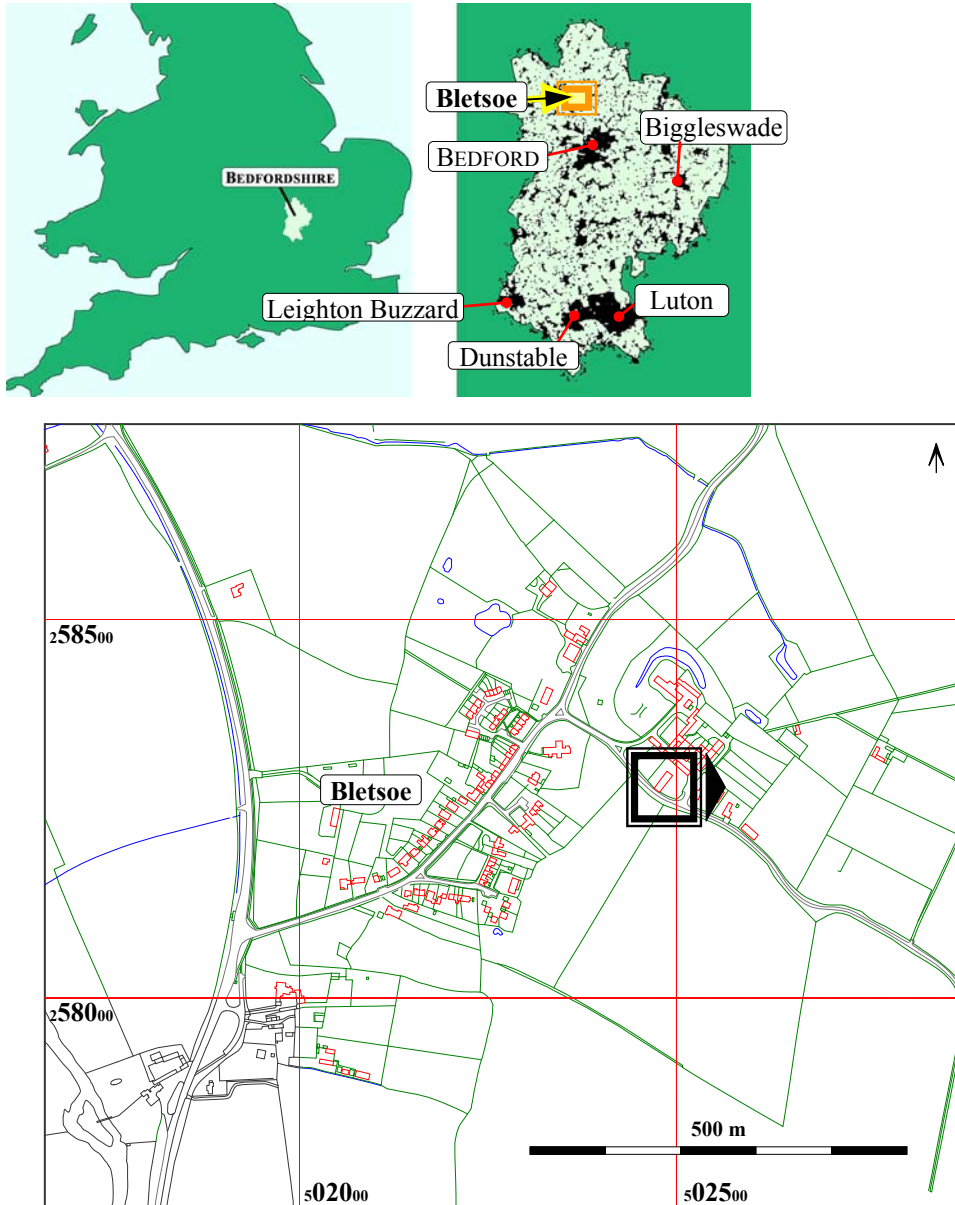 BEDFORDSHIRE
Bletsoe
Biggleswade
BEDFORD
Leighton Buzzard
Luton
Dunstable
258500
Bletsoe
258000
500 m
502000
502500